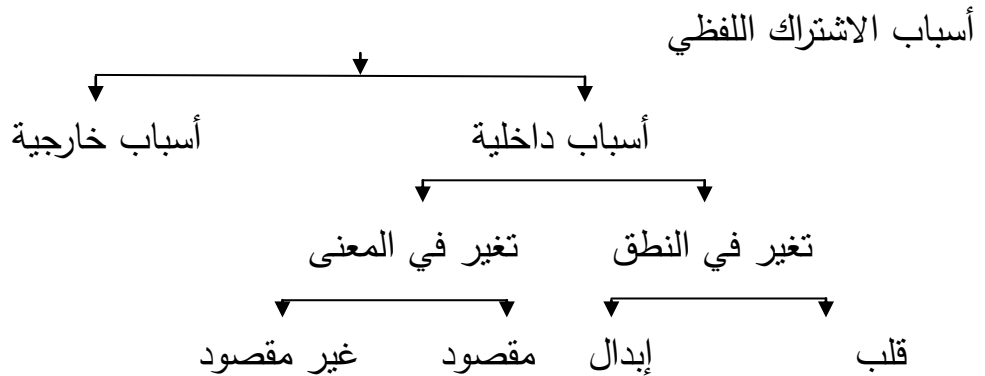 أسباب الاشتراك اللفظي
أسباب داخلية أسباب خارجية
تغير في النطق تغير في المعنى
قلب إبدال مقصود غير مقصود